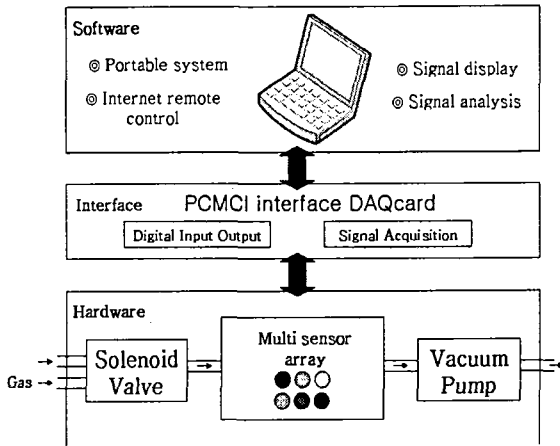 Software
◎ Portable system
◎ Internet remote
control
◎ Signal display
◎ Signal analysis
Interface
PCMCI interface DAQcard
Digital Input Output
Signal Acquisition
Hardware
Gas
Solenoid
Valve
Multi sensor
array
Vacuum
Pump